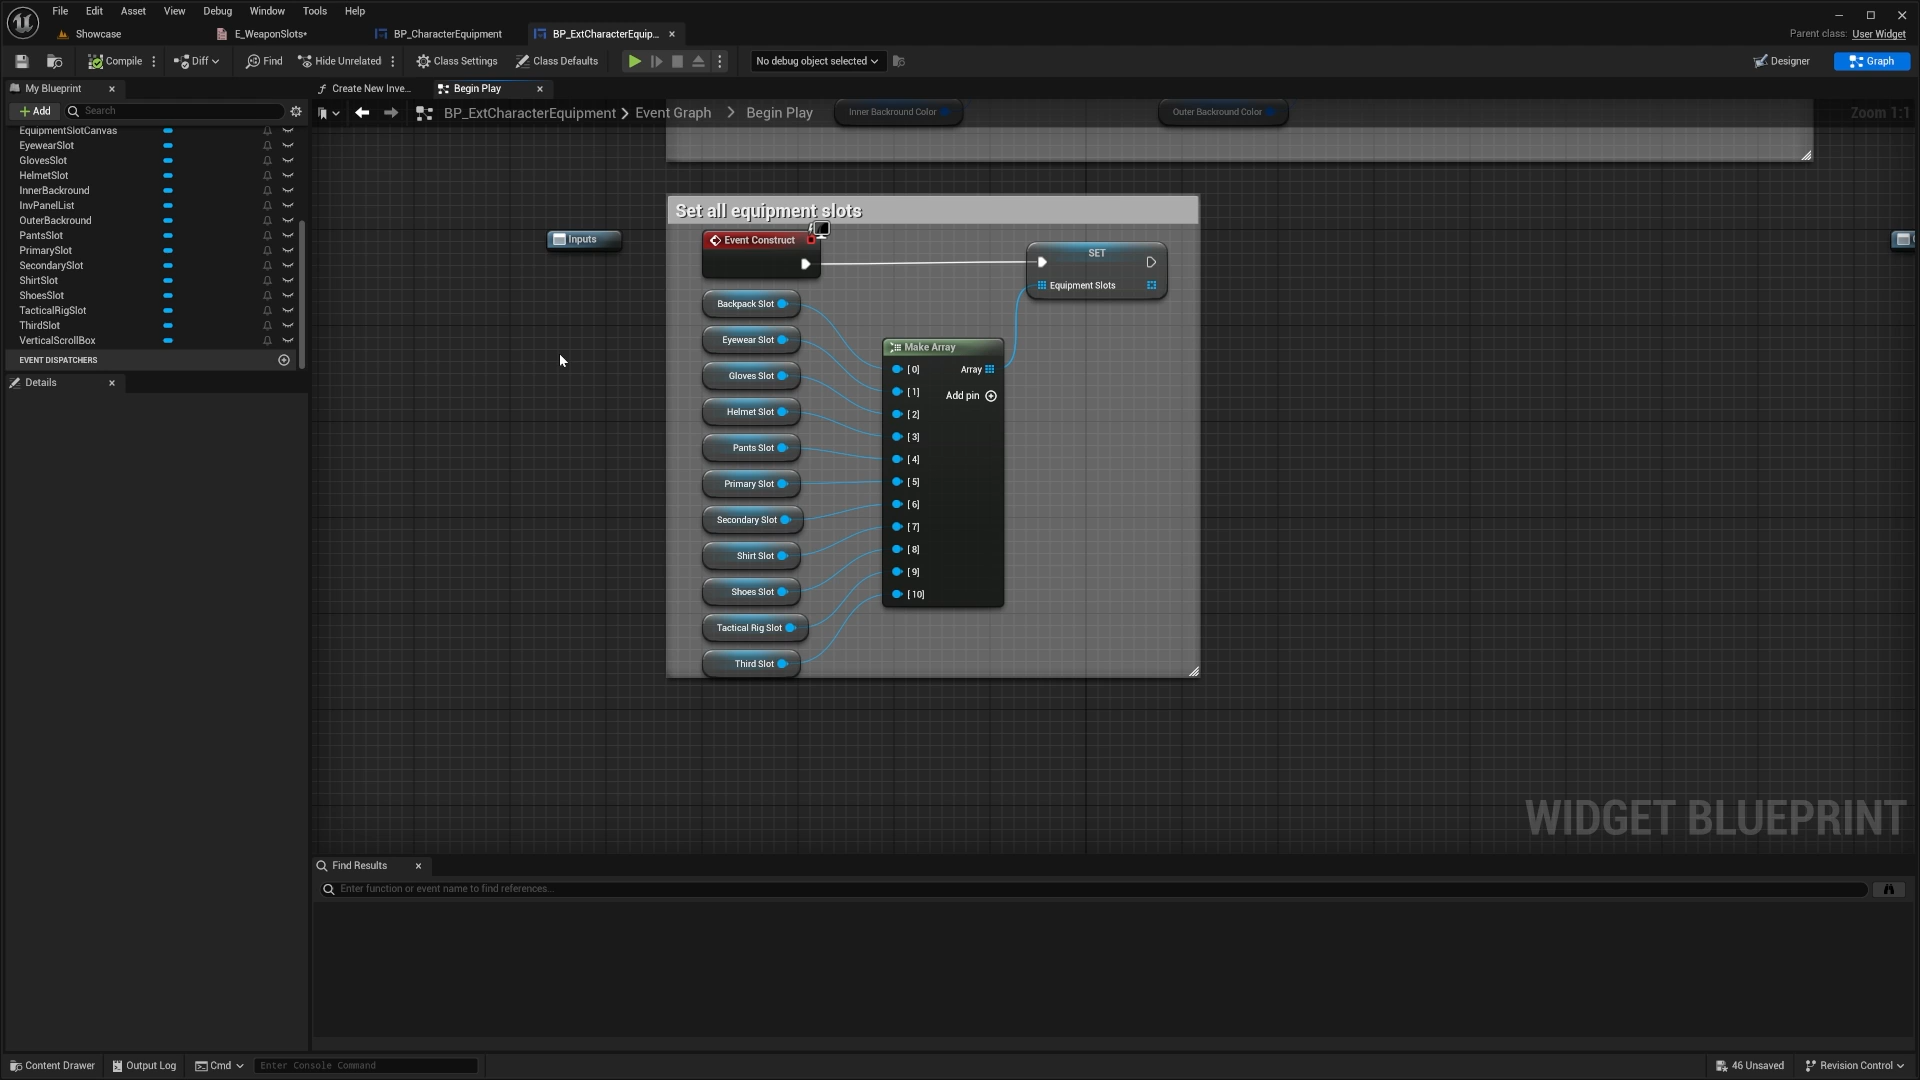 File Edit Asset View Debug Window Tools Help
Showcase E_WeaponSlots* BP_CharacterEquipment BP_ExtCharacterEquip... Parent class: User Widget
Compile Diff Find Hide Unrelated Class Settings Class Defaults No debug object selected Designer Graph
My Blueprint Create New Inve... Begin Play
Add Search BP_ExtCharacterEquipment Event Graph Begin Play Zoom 1:1
Inner Backround Color Outer Backround Color
EquipmentSlotCanvas
EyewearSlot
GlovesSlot
HelmetSlot
InnerBackround
InvPanelList
OuterBackround
PantsSlot
PrimarySlot
SecondarySlot
ShirtSlot
ShoesSlot
TacticalRigSlot
ThirdSlot
VerticalScrollBox
EVENT DISPATCHERS
Details
Inputs
Set all equipment slots
Event Construct
SET
Equipment Slots
Backpack Slot
Eyewear Slot
Gloves Slot
Helmet Slot
Pants Slot
Primary Slot
Secondary Slot
Shirt Slot
Shoes Slot
Tactical Rig Slot
Third Slot
Make Array
[0] Array
[1] Add pin
[2]
[3]
[4]
[5]
[6]
[7]
[8]
[9]
[10]
WIDGET BLUEPRINT
Find Results
Enter function or event name to find references...
Content Drawer Output Log Cmd Enter Console Command 46 Unsaved Revision Control